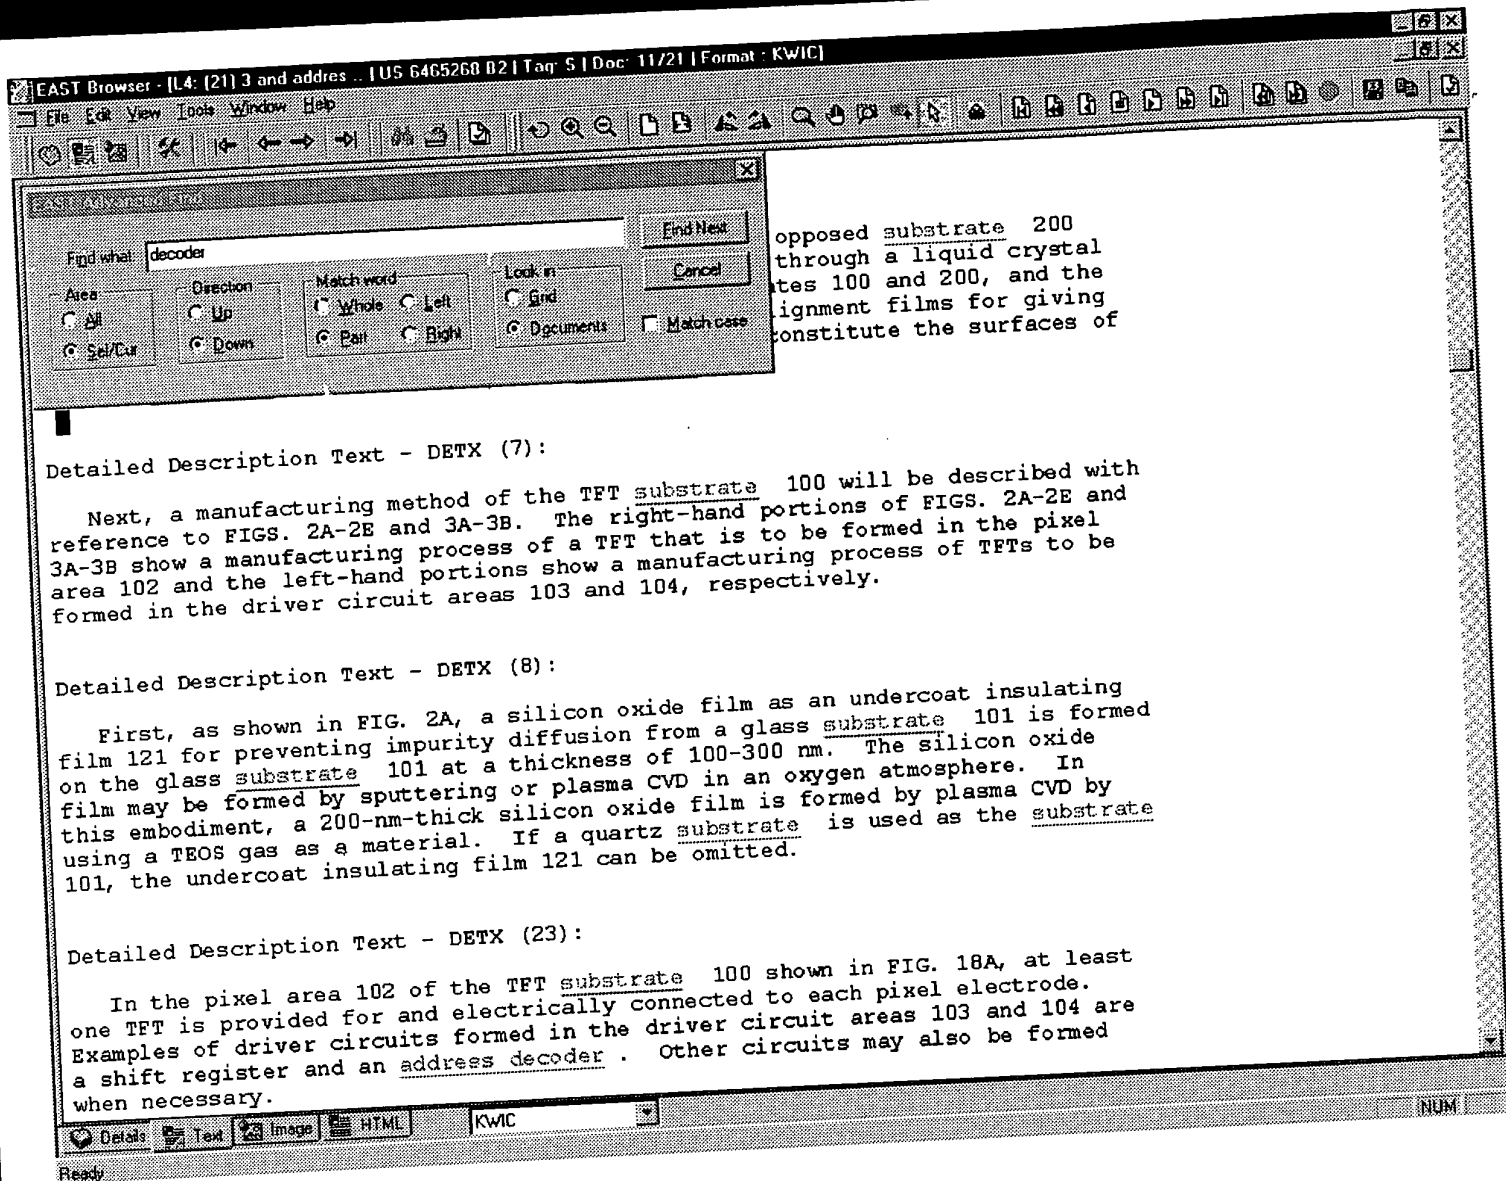 EAST Browser - [L4: (21) 3 and addres .. | US 6465268 B2 | Tag: S | Doc: 11/21 | Format : KWIC]
File Edit View Tools Window Help
EAST Advanced Find
Find what: decoder
Find Next
Cancel
Area
All
Sel/Cur
Direction
Up
Down
Match word
Whole Left
Part Right
Look in
Grid
Documents
Match case
opposed substrate 200
through a liquid crystal
tes 100 and 200, and the
ignment films for giving
constitute the surfaces of
Detailed Description Text - DETX (7):
Next, a manufacturing method of the TFT substrate 100 will be described with
reference to FIGS. 2A-2E and 3A-3B. The right-hand portions of FIGS. 2A-2E and
3A-3B show a manufacturing process of a TFT that is to be formed in the pixel
area 102 and the left-hand portions show a manufacturing process of TFTs to be
formed in the driver circuit areas 103 and 104, respectively.
Detailed Description Text - DETX (8):
First, as shown in FIG. 2A, a silicon oxide film as an undercoat insulating
film 121 for preventing impurity diffusion from a glass substrate 101 is formed
on the glass substrate 101 at a thickness of 100-300 nm. The silicon oxide
film may be formed by sputtering or plasma CVD in an oxygen atmosphere. In
this embodiment, a 200-nm-thick silicon oxide film is formed by plasma CVD by
using a TEOS gas as a material. If a quartz substrate is used as the substrate
101, the undercoat insulating film 121 can be omitted.
Detailed Description Text - DETX (23):
In the pixel area 102 of the TFT substrate 100 shown in FIG. 18A, at least
one TFT is provided for and electrically connected to each pixel electrode.
Examples of driver circuits formed in the driver circuit areas 103 and 104 are
a shift register and an address decoder . Other circuits may also be formed
when necessary.
Details Text Image HTML KWIC
NUM
Ready